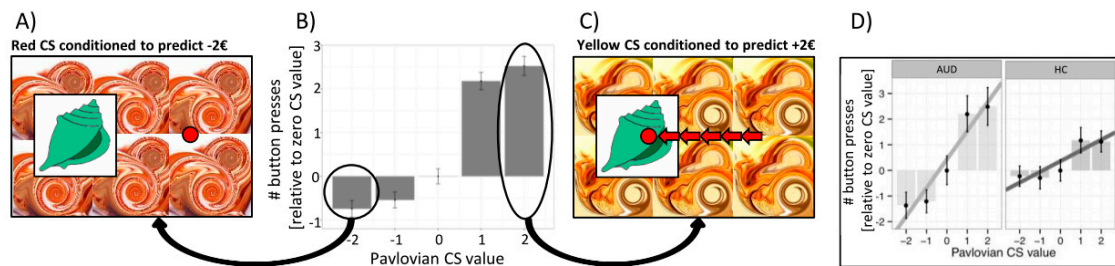 A)
Red CS conditioned to predict -2€
B)
# button presses
[relative to zero CS value]
3
2
1
0
-1
-2
-1
0
1
2
Pavlovian CS value
C)
Yellow CS conditioned to predict +2€
D)
# button presses
[relative to zero CS value]
AUD
HC
3
2
1
0
-1
-2
-1
0
1
2
-2
-1
0
1
2
Pavlovian CS value